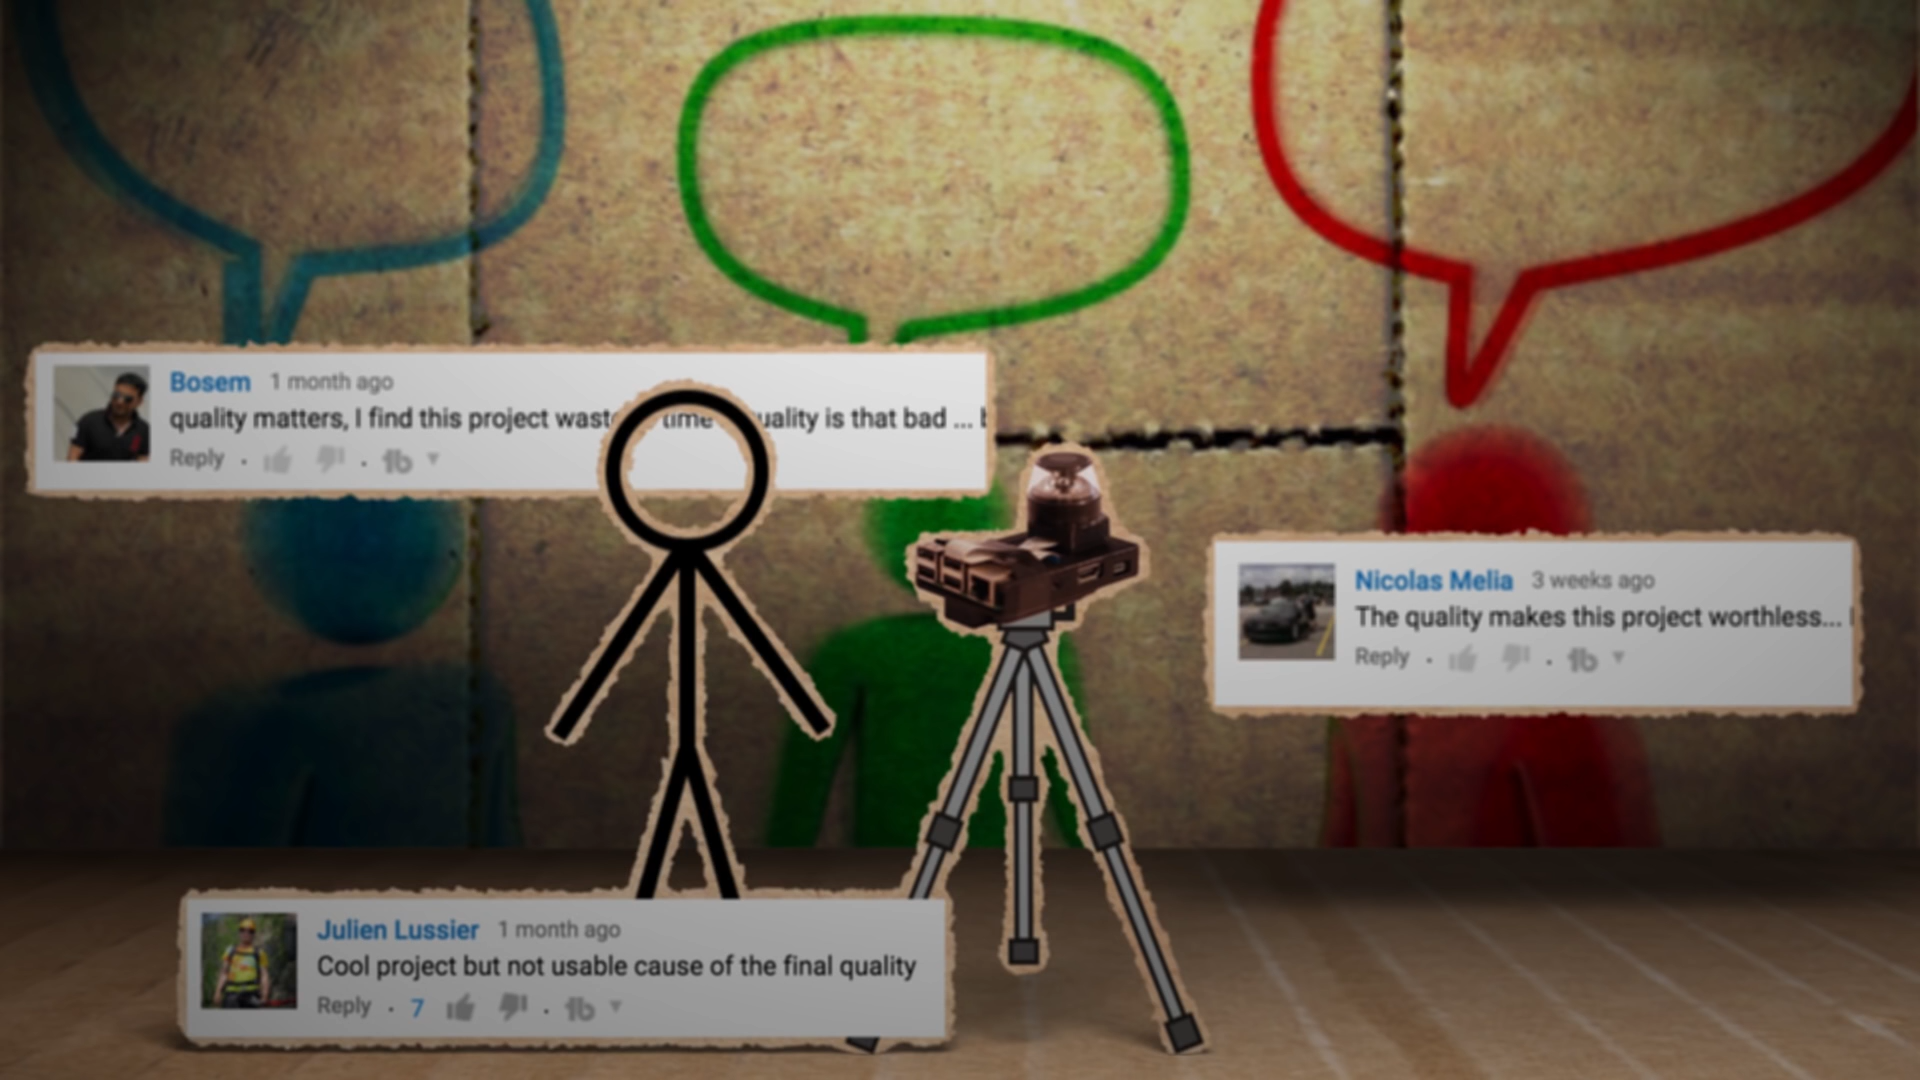 Bosem 1 month ago
quality matters, I find this project time uality is that bad ...
Reply
Nicolas Melia 3 weeks ago
The quality makes this project worthless...
Reply
Julien Lussier 1 month ago
Cool project but not usable cause of the final quality
Reply · 7